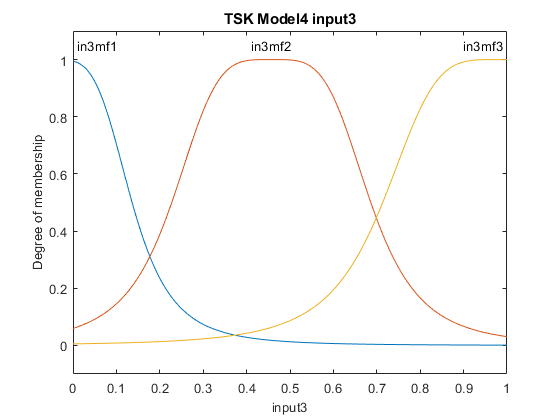 TSK Model4 input3
in3mf1 in3mf2 in3mf3
1
0.8
0.6
0.4
0.2
0
Degree of membership
0 0.1 0.2 0.3 0.4 0.5 0.6 0.7 0.8 0.9 1
input3